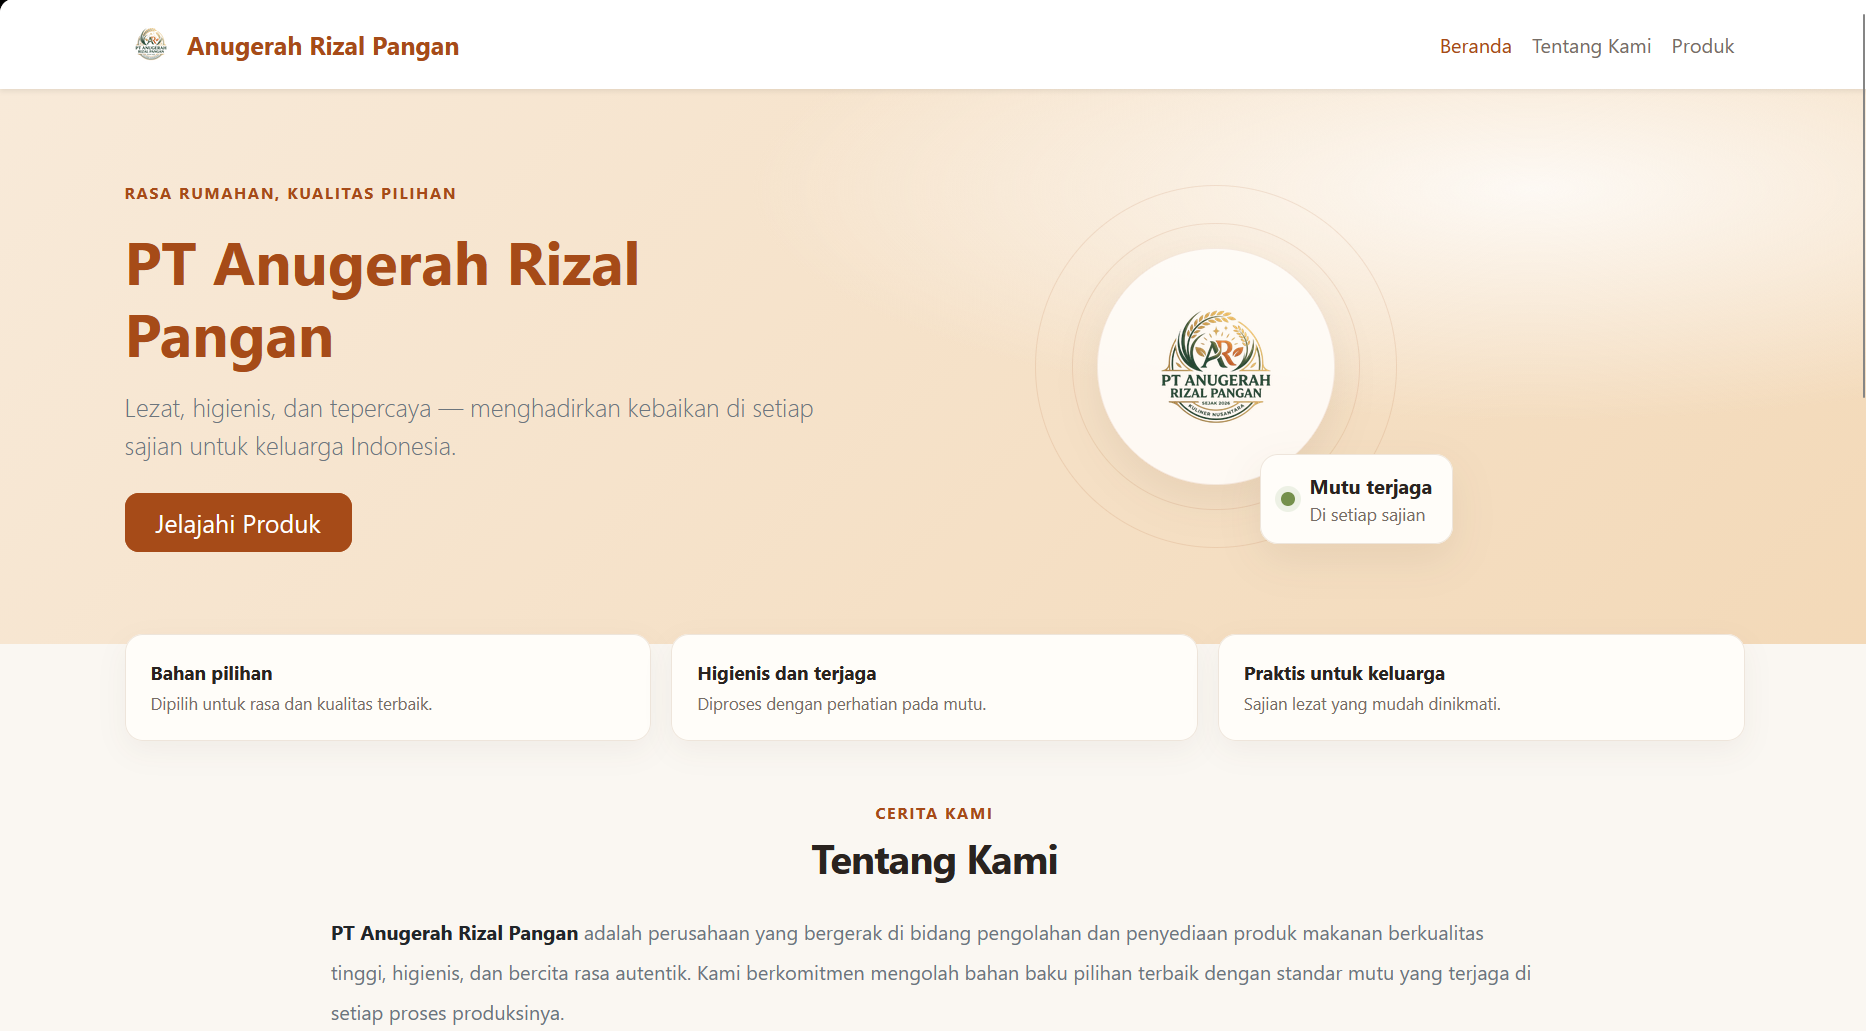 Anugerah Rizal Pangan
Beranda
Tentang Kami
Produk
RASA RUMAHAN, KUALITAS PILIHAN
PT Anugerah Rizal
Pangan
Lezat, higienis, dan tepercaya — menghadirkan kebaikan di setiap
sajian untuk keluarga Indonesia.
Jelajahi Produk
AR
PT ANUGERAH
RIZAL PANGAN
SEJAK 2026
KULINER NUSANTARA
Mutu terjaga
Di setiap sajian
Bahan pilihan
Dipilih untuk rasa dan kualitas terbaik.
Higienis dan terjaga
Diproses dengan perhatian pada mutu.
Praktis untuk keluarga
Sajian lezat yang mudah dinikmati.
CERITA KAMI
Tentang Kami
PT Anugerah Rizal Pangan adalah perusahaan yang bergerak di bidang pengolahan dan penyediaan produk makanan berkualitas
tinggi, higienis, dan bercita rasa autentik. Kami berkomitmen mengolah bahan baku pilihan terbaik dengan standar mutu yang terjaga di
setiap proses produksinya.